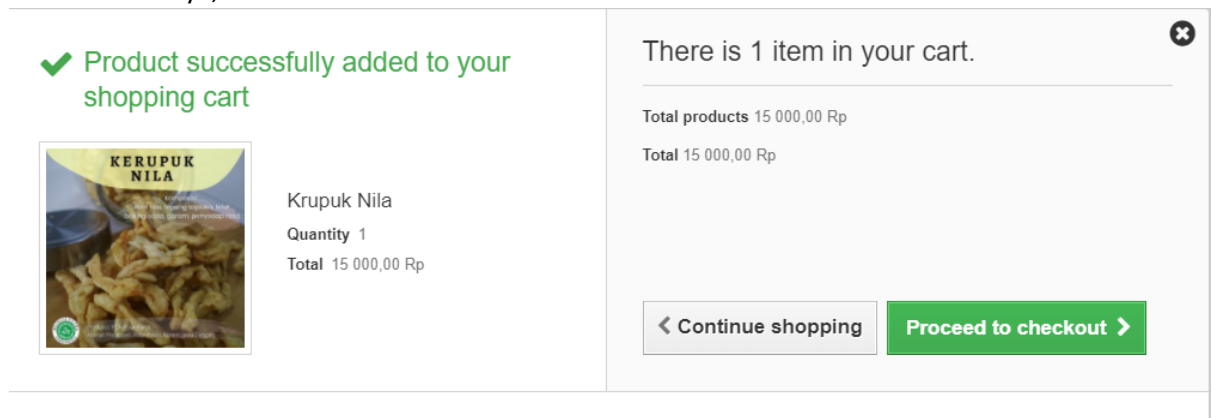 Product successfully added to your
shopping cart
KERUPUK
NILA
Krupuk Nila
Quantity 1
Total 15 000,00 Rp
There is 1 item in your cart.
Total products 15 000,00 Rp
Total 15 000,00 Rp
Continue shopping
Proceed to checkout